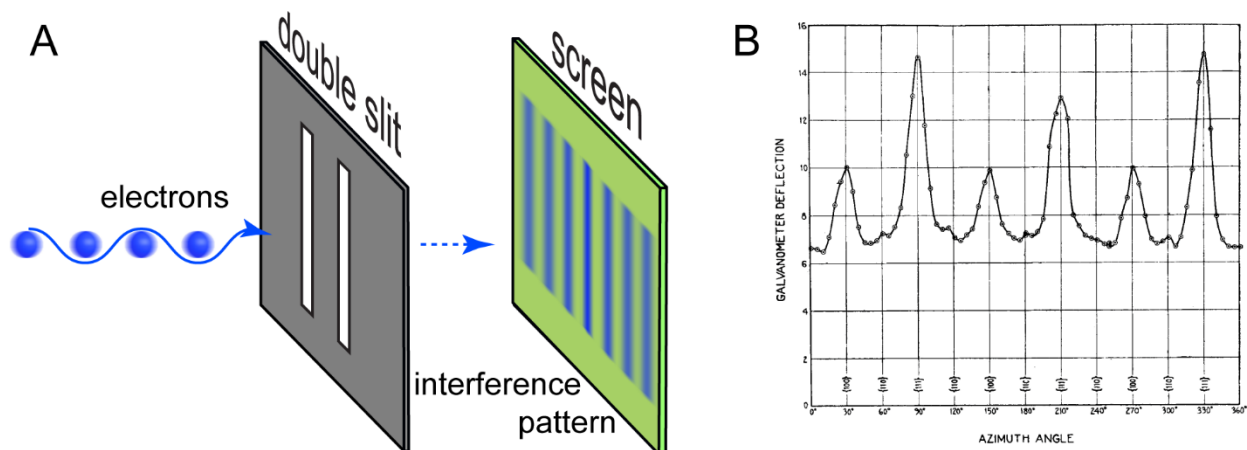 A
double slit
screen
electrons
interference
pattern
B
16
14
12
10
8
6
4
2
0
GALVANOMETER DEFLECTION
{100} {110} {111} {110} {100} {110} {111} {110} {100} {110} {111}
0° 30° 60° 90° 120° 150° 180° 210° 240° 270° 300° 330° 360°
AZIMUTH ANGLE